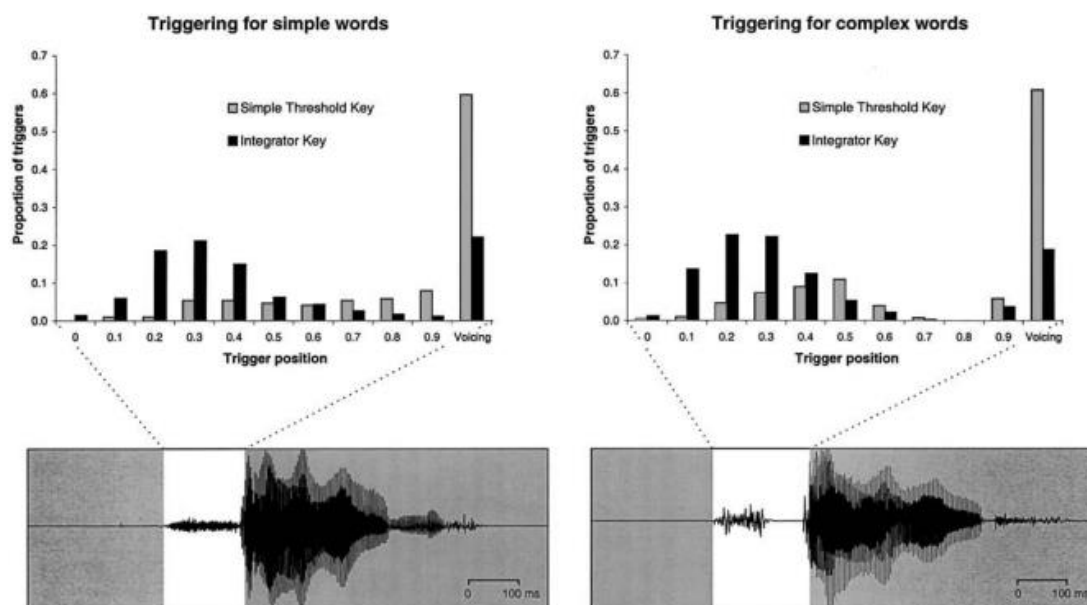 Triggering for simple words
Proportion of triggers
0.7
0.6
0.5
0.4
0.3
0.2
0.1
0.0
Simple Threshold Key
Integrator Key
0 0.1 0.2 0.3 0.4 0.5 0.6 0.7 0.8 0.9 Voicing
Trigger position
100 ms
Triggering for complex words
Proportion of triggers
0.7
0.6
0.5
0.4
0.3
0.2
0.1
0.0
Simple Threshold Key
Integrator Key
0 0.1 0.2 0.3 0.4 0.5 0.6 0.7 0.8 0.9 Voicing
Trigger position
0 100 ms